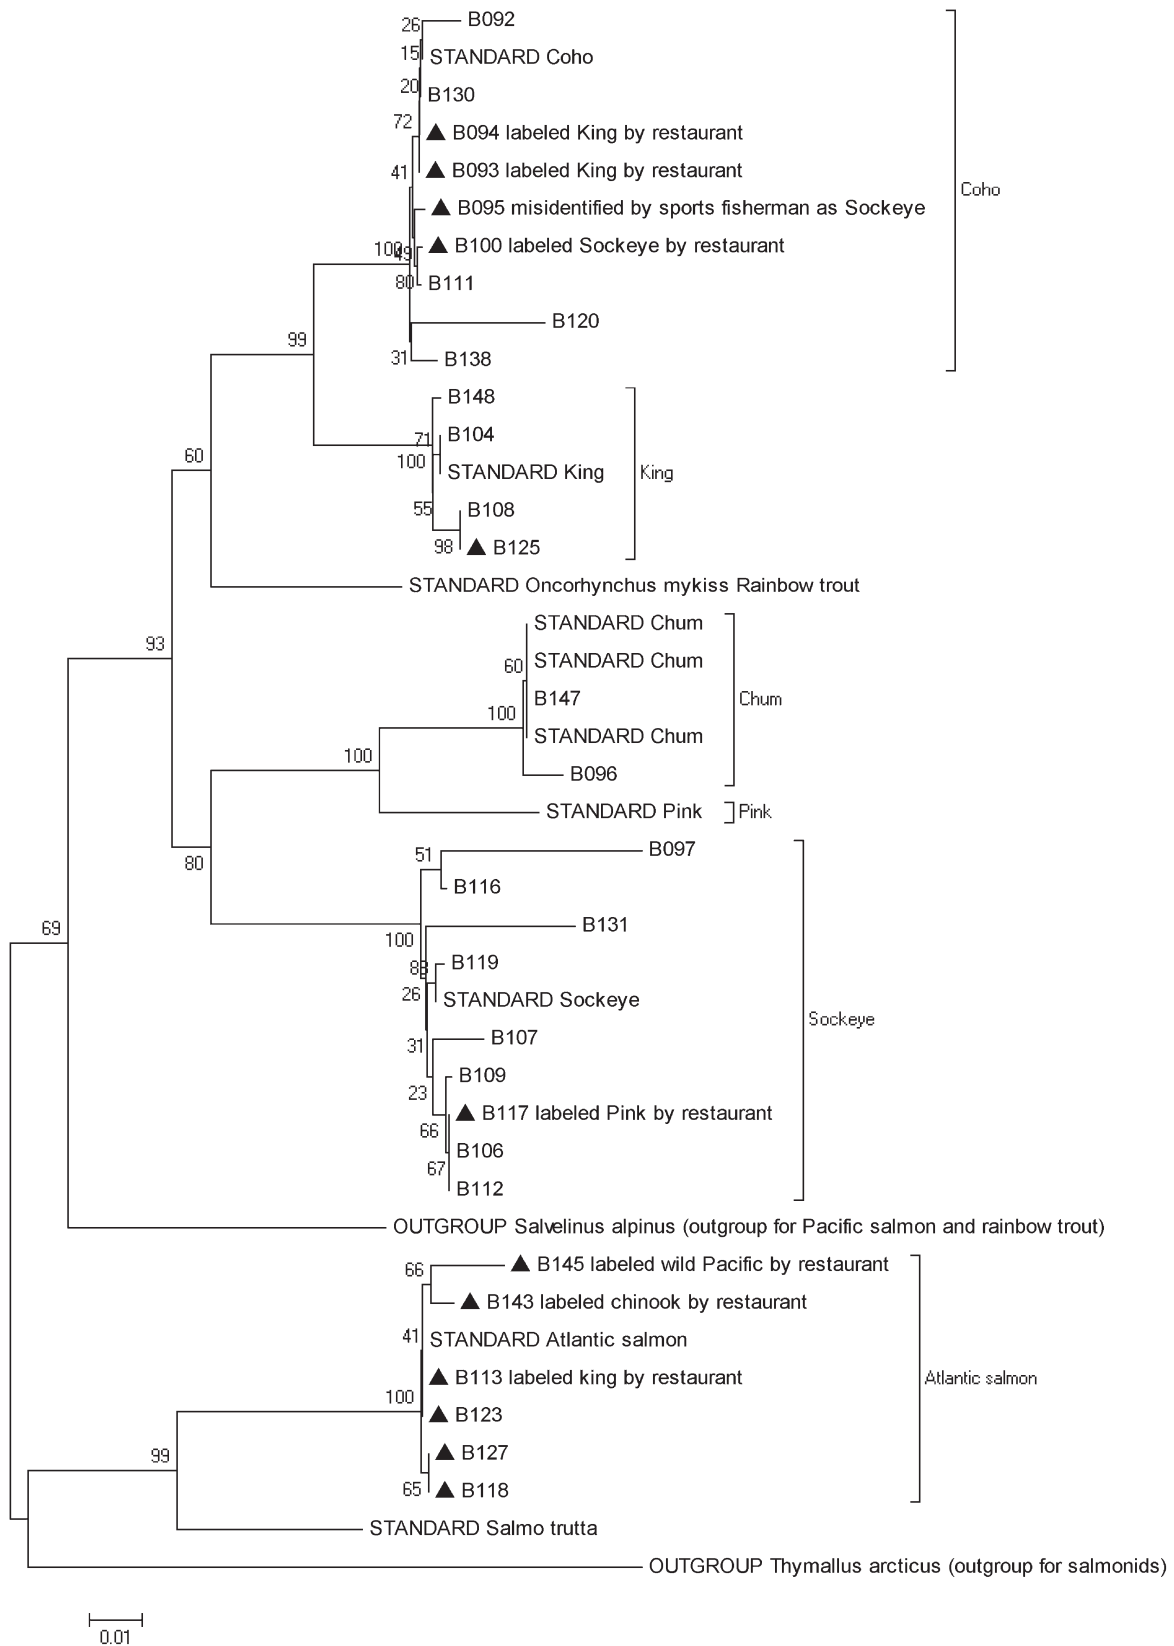 26
B092
15
STANDARD Coho
20
B130
72
B094 labeled King by restaurant
41
B093 labeled King by restaurant
Coho
B095 misidentified by sports fisherman as Sockeye
100
49
B100 labeled Sockeye by restaurant
80
B111
B120
99
31
B138
B148
71
B104
60
100
STANDARD King
King
55
B108
98
B125
STANDARD Oncorhynchus mykiss Rainbow trout
STANDARD Chum
93
60
STANDARD Chum
B147
Chum
100
STANDARD Chum
100
B096
STANDARD Pink
Pink
51
B097
80
B116
69
B131
100
B119
26
STANDARD Sockeye
Sockeye
31
B107
B109
23
B117 labeled Pink by restaurant
66
B106
67
B112
OUTGROUP Salvelinus alpinus (outgroup for Pacific salmon and rainbow trout)
66
B145 labeled wild Pacific by restaurant
B143 labeled chinook by restaurant
41
STANDARD Atlantic salmon
B113 labeled king by restaurant
Atlantic salmon
100
B123
99
B127
65
B118
STANDARD Salmo trutta
OUTGROUP Thymallus arcticus (outgroup for salmonids)
0.01